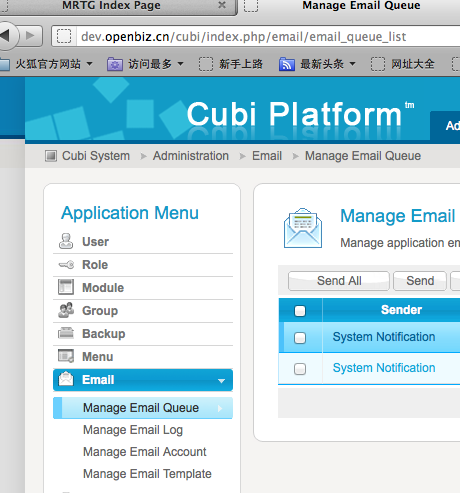 MRTG Index Page
Manage Email Queue
dev.openbiz.cn/cubi/index.php/email/email_queue_list
火狐官方网站
访问最多
新手上路
最新头条
网址大全
Cubi Platform™
Ad
Cubi System > Administration > Email > Manage Email Queue
Application Menu
User
Role
Module
Group
Backup
Menu
Email
Manage Email Queue
Manage Email Log
Manage Email Account
Manage Email Template
Manage Email
Manage application en
Send All
Send
Sender
System Notification
System Notification